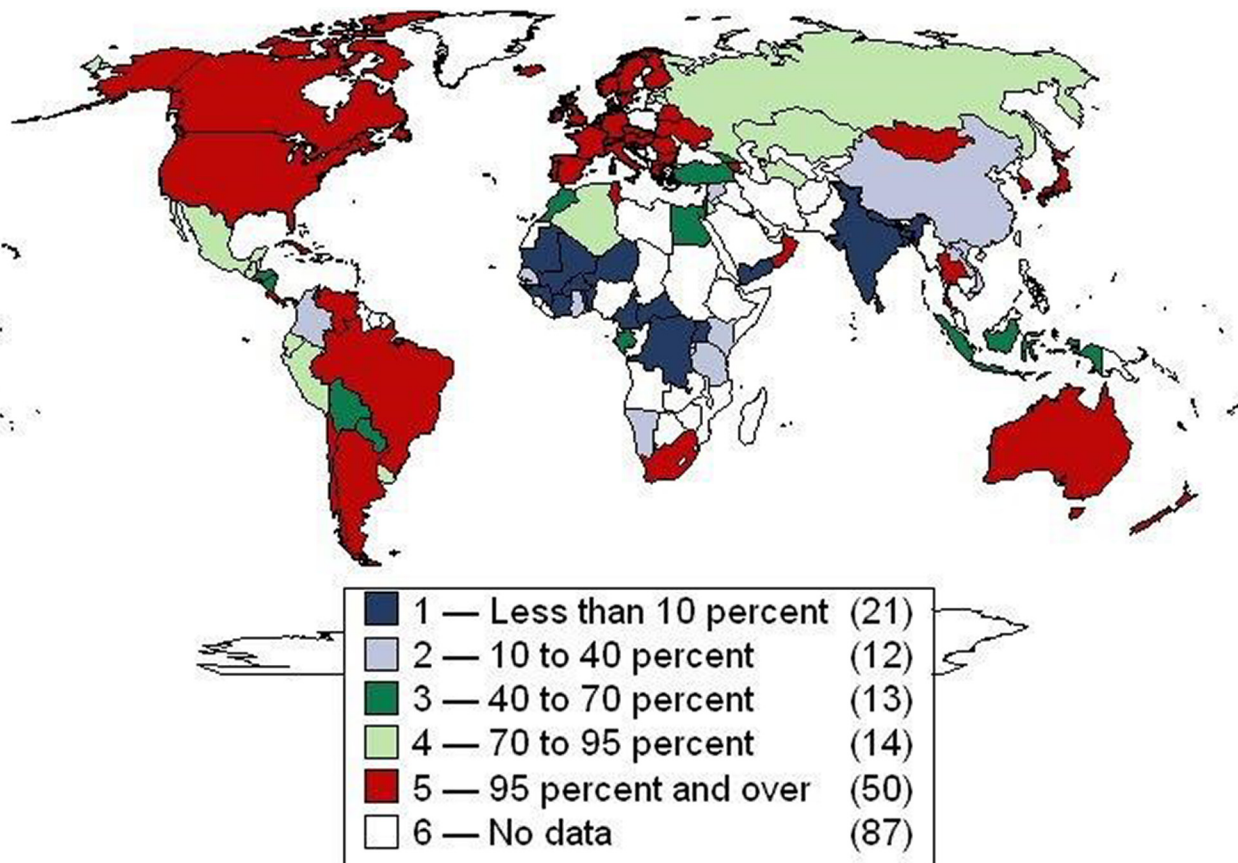 1 — Less than 10 percent (21)
2 — 10 to 40 percent (12)
3 — 40 to 70 percent (13)
4 — 70 to 95 percent (14)
5 — 95 percent and over (50)
6 — No data (87)